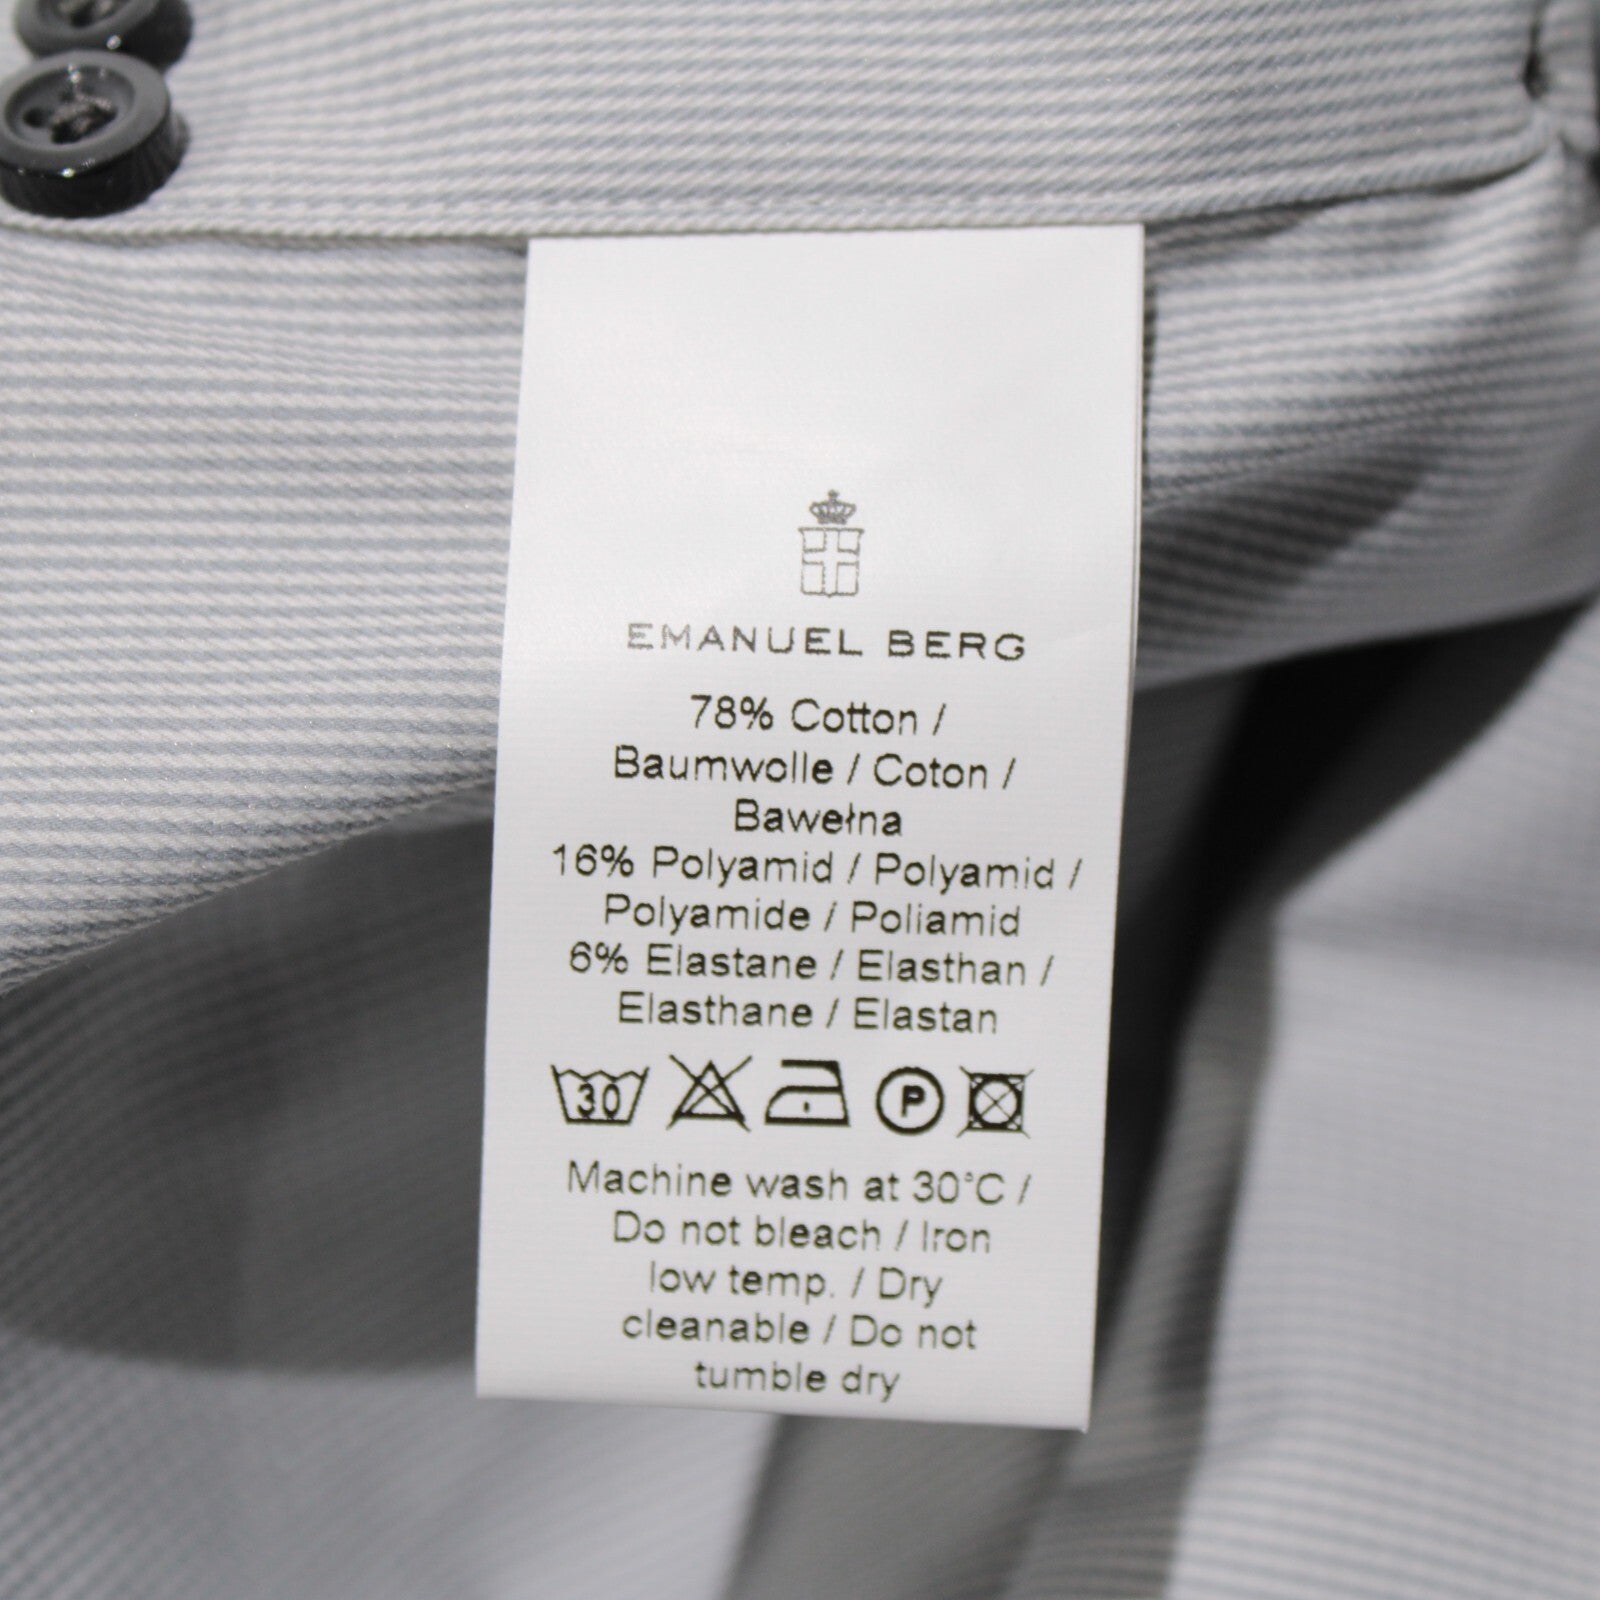 EMANUEL BERG
78% Cotton /
Baumwolle / Coton /
Bawełna
16% Polyamid / Polyamid /
Polyamide / Poliamid
6% Elastane / Elasthan /
Elasthane / Elastan
30 P
Machine wash at 30°C /
Do not bleach / Iron
low temp. / Dry
cleanable / Do not
tumble dry